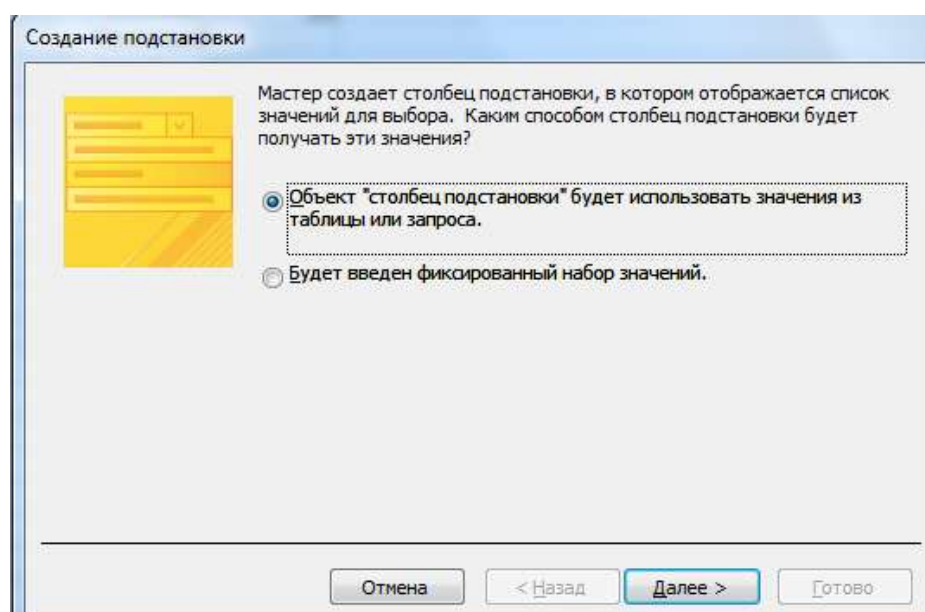 Создание подстановки
Мастер создает столбец подстановки, в котором отображается список
значений для выбора. Каким способом столбец подстановки будет
получать эти значения?
Объект "столбец подстановки" будет использовать значения из
таблицы или запроса.
Будет введен фиксированный набор значений.
Отмена
< Назад
Далее >
Готово